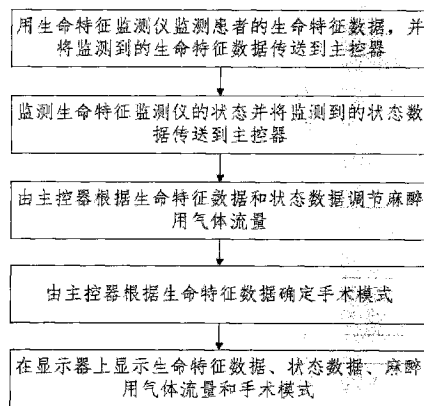 用生命特征监测仪监测患者的生命特征数据，并
将监测到的生命特征数据传送到主控器
监测生命特征监测仪的状态并将监测到的状态数
据传送到主控器
由主控器根据生命特征数据和状态数据调节麻醉
用气体流量
由主控器根据生命特征数据确定手术模式
在显示器上显示生命特征数据、状态数据、麻醉
用气体流量和手术模式